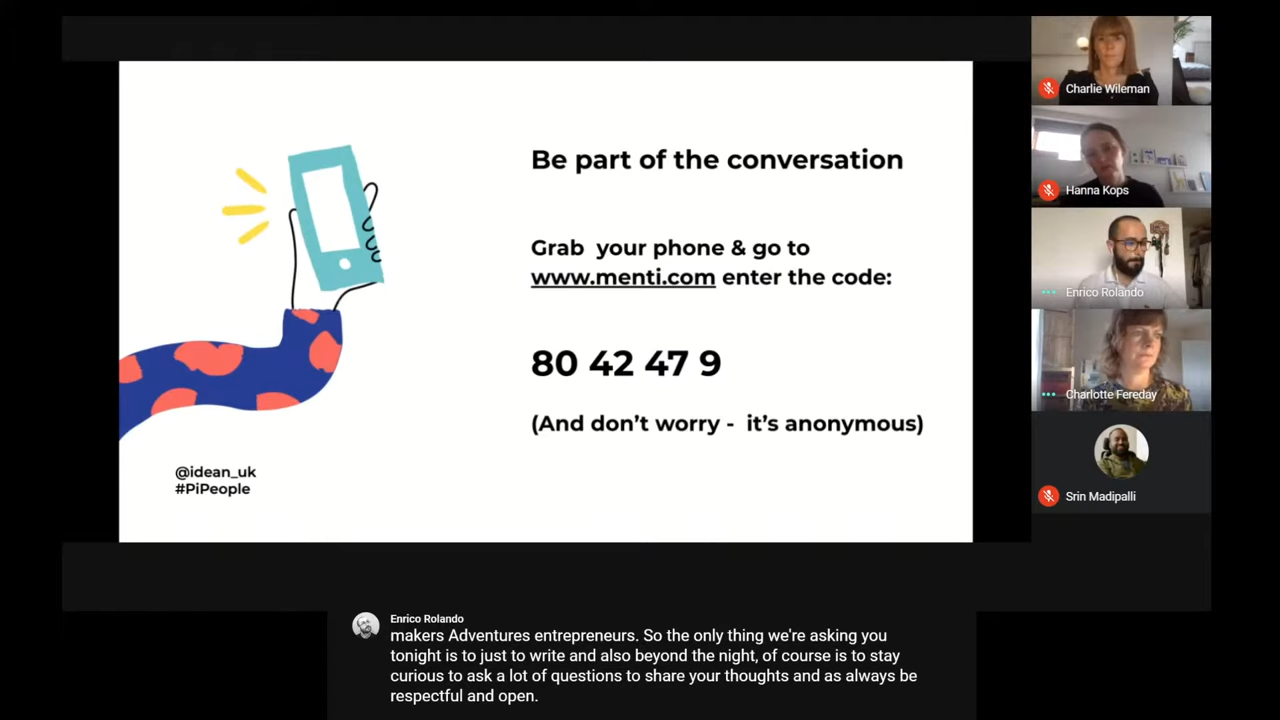 Be part of the conversation
Grab  your phone & go to
www.menti.com enter the code:
80 42 47 9
(And don’t worry -  it’s anonymous)
@idean_uk
#PiPeople
Charlie Wileman
Hanna Kops
Enrico Rolando
Charlotte Fereday
Srin Madipalli
Enrico Rolando
makers Adventures entrepreneurs. So the only thing we're asking you
tonight is to just to write and also beyond the night, of course is to stay
curious to ask a lot of questions to share your thoughts and as always be
respectful and open.